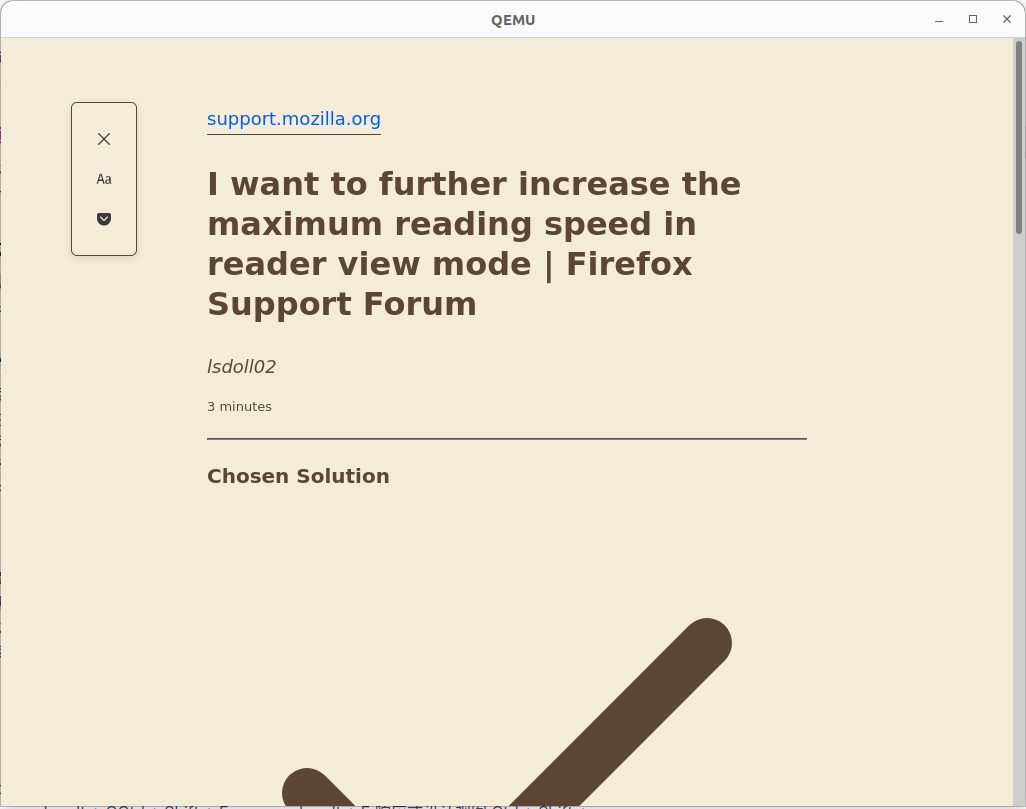 QEMU
support.mozilla.org
Aa
I want to further increase the
maximum reading speed in
reader view mode | Firefox
Support Forum
lsdoll02
3 minutes
Chosen Solution